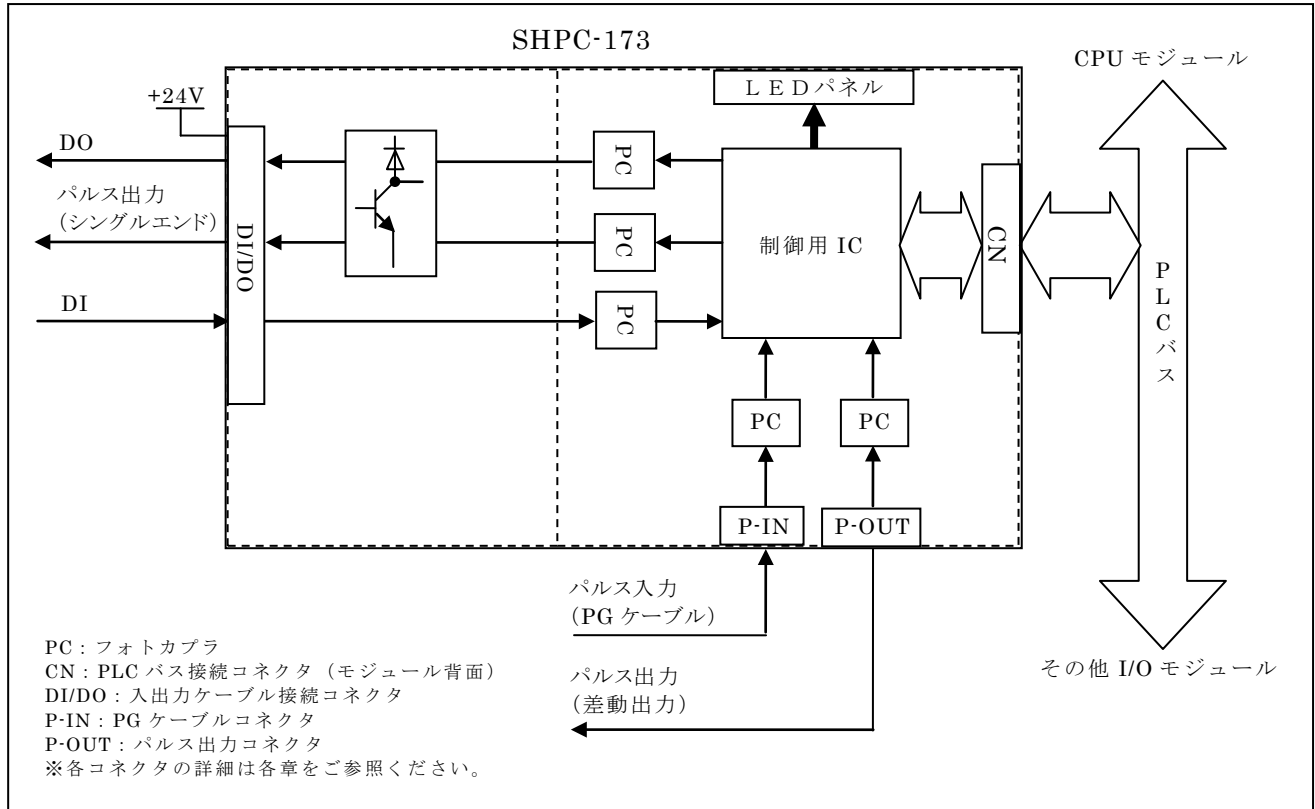 SHPC-173
CPU モジュール
+24V
LEDパネル
DO
PC
パルス出力
(シングルエンド)
DI/DO
PC
制御用 IC
CN
PLCバス
DI
PC
PC
PC
P-IN
P-OUT
パルス入力
(PG ケーブル)
パルス出力
(差動出力)
その他 I/O モジュール
PC：フォトカプラ
CN：PLC バス接続コネクタ（モジュール背面）
DI/DO：入出力ケーブル接続コネクタ
P-IN：PG ケーブルコネクタ
P-OUT：パルス出力コネクタ
※各コネクタの詳細は各章をご参照ください。